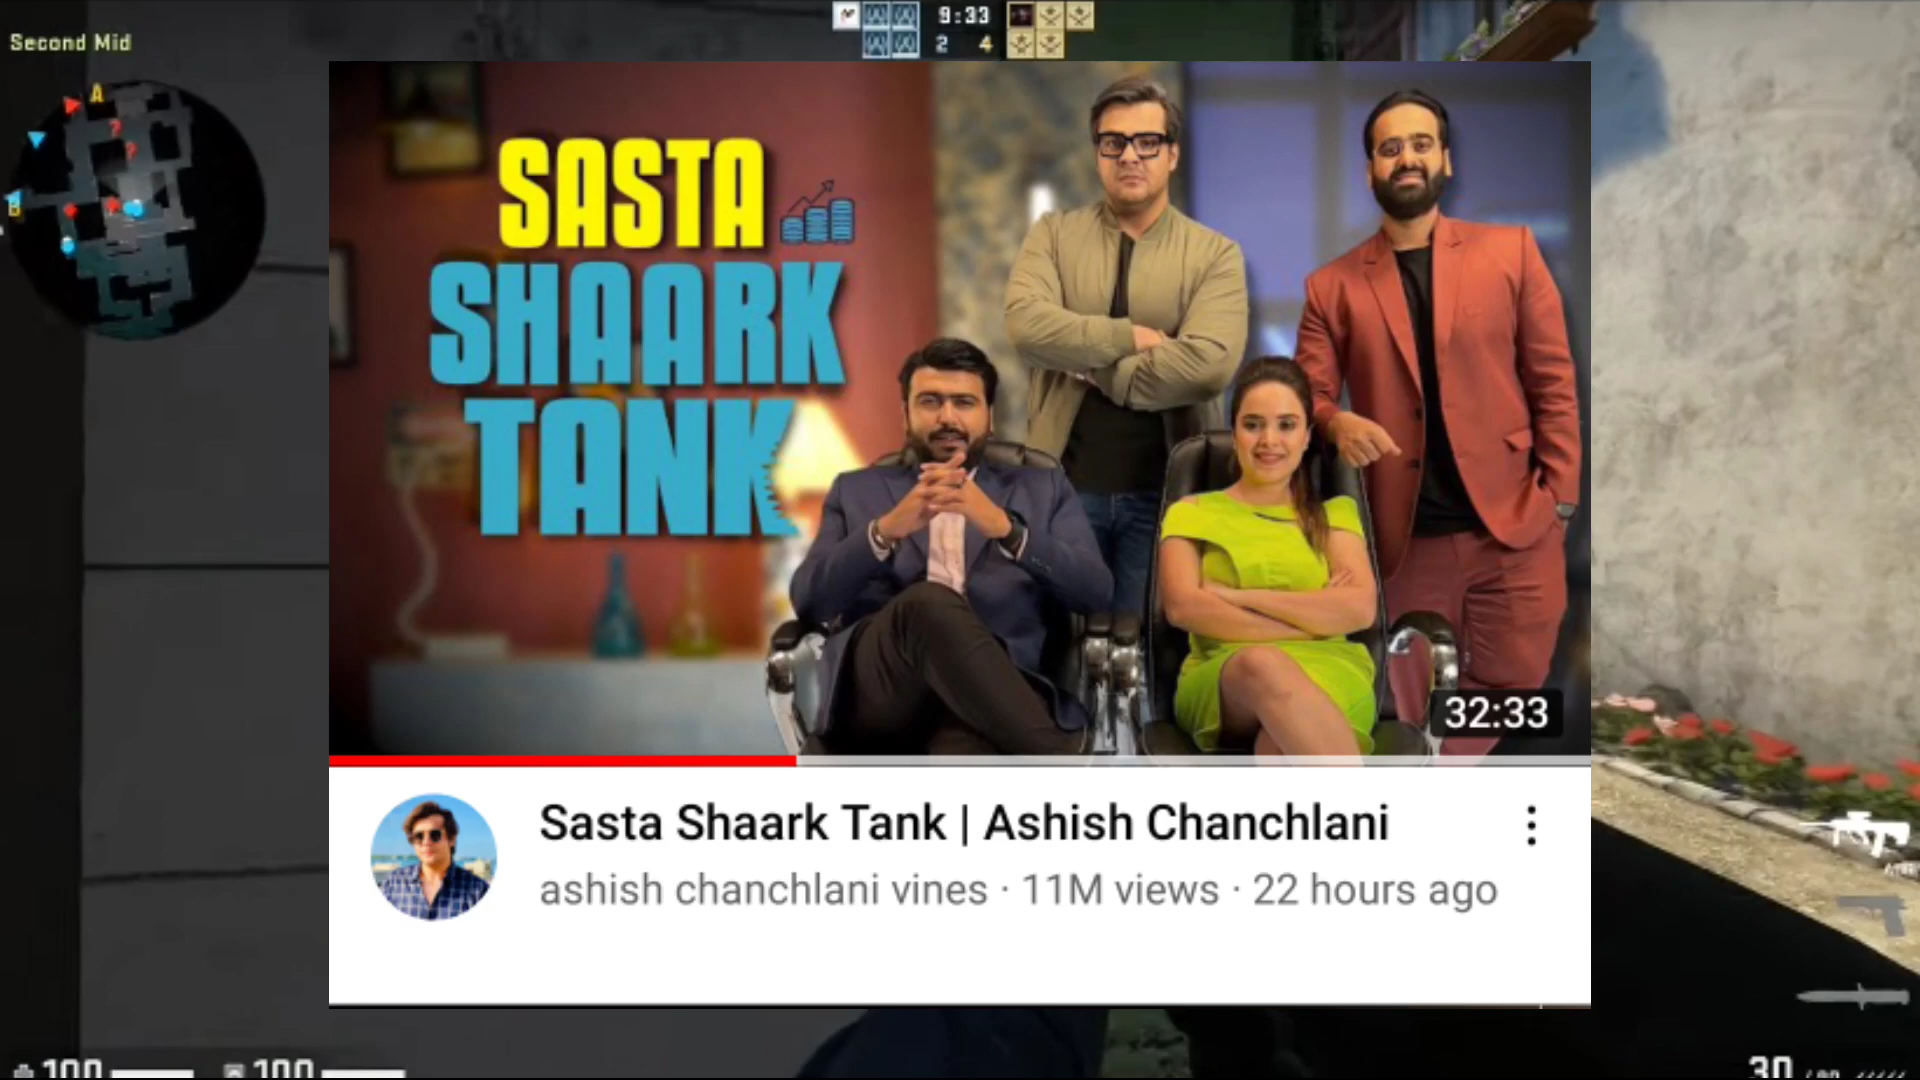 9:33
Second Mid
2 4
A
?
?
B
SASTA
SHAARK
TANK
32:33
Sasta Shaark Tank | Ashish Chanchlani
ashish chanchlani vines · 11M views · 22 hours ago
100
100
30